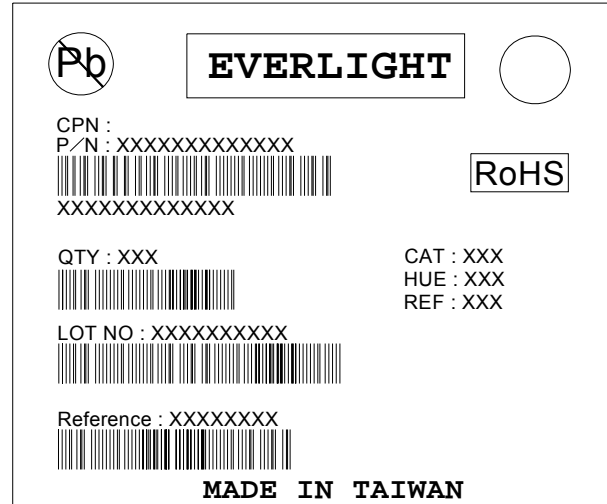 Pb
EVERLIGHT
CPN :
P/N : XXXXXXXXXXXXX
RoHS
XXXXXXXXXXXXX
QTY : XXX
CAT : XXX
HUE : XXX
REF : XXX
LOT NO : XXXXXXXXXX
Reference : XXXXXXXX
MADE IN TAIWAN